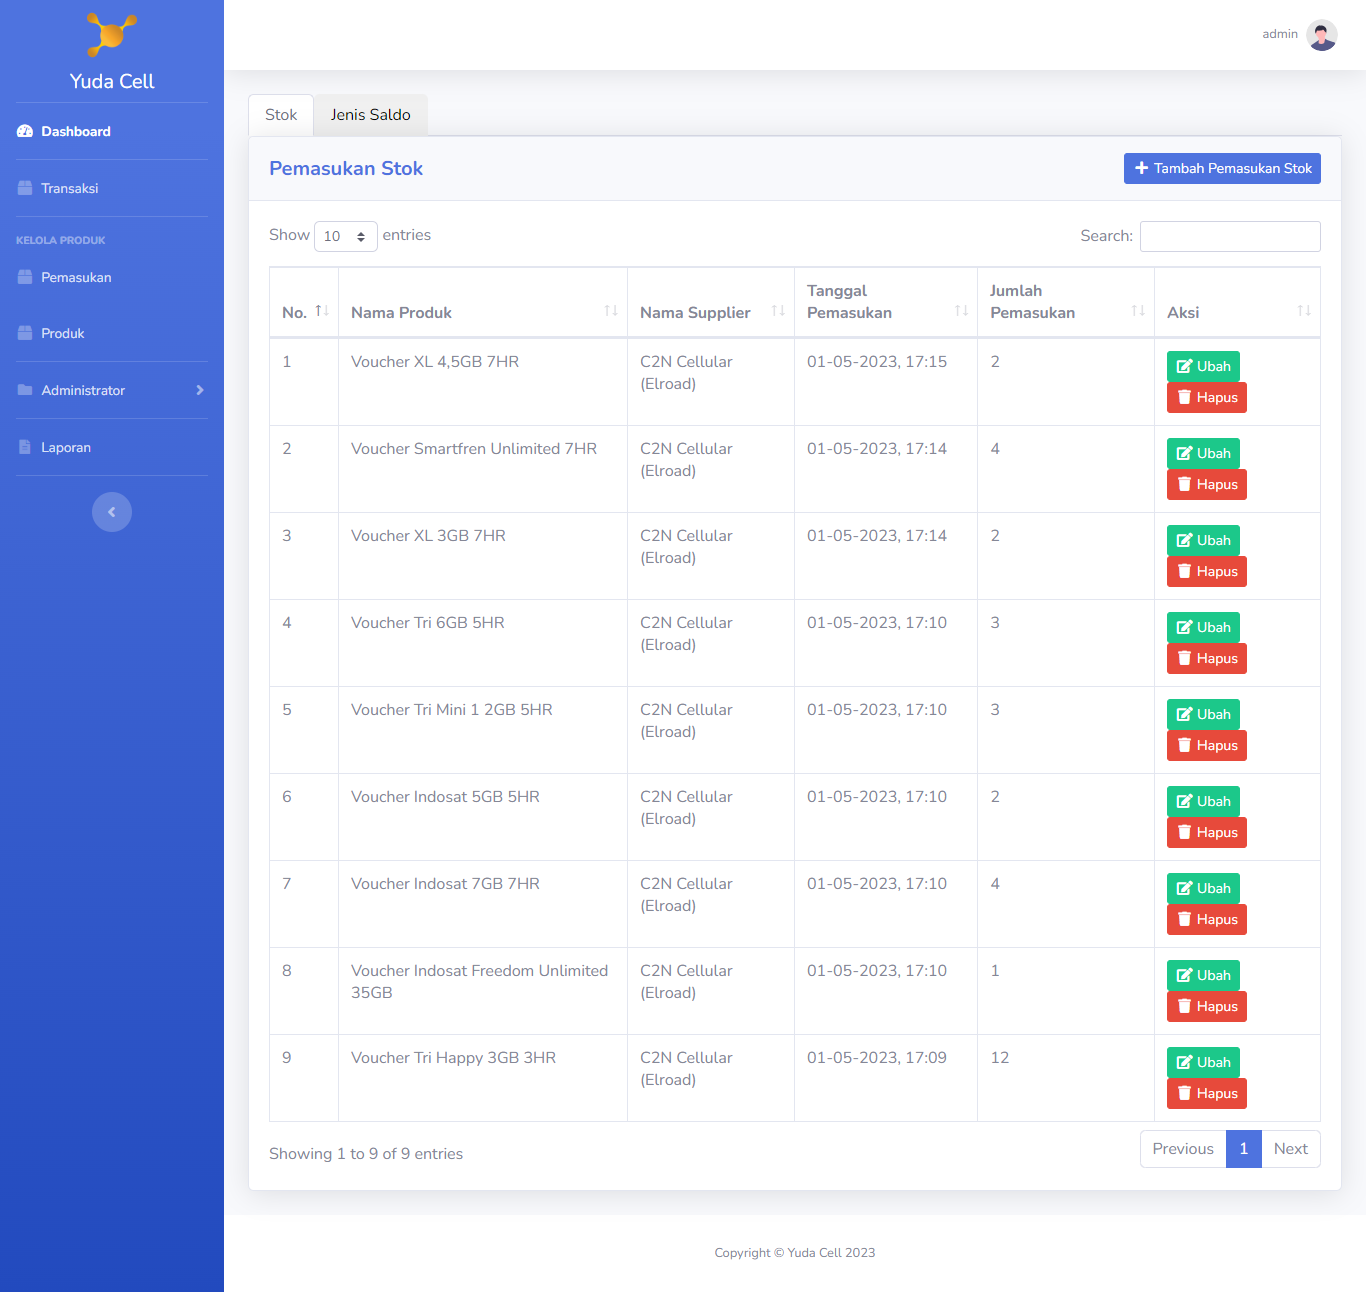 Yuda Cell
Dashboard
Transaksi
KELOLA PRODUK
Pemasukan
Produk
Administrator
Laporan
admin
Stok
Jenis Saldo
Pemasukan Stok
Tambah Pemasukan Stok
Show 10 entries
Search:
No. Nama Produk Nama Supplier Tanggal Pemasukan Jumlah Pemasukan Aksi
1 Voucher XL 4,5GB 7HR C2N Cellular (Elroad) 01-05-2023, 17:15 2 Ubah Hapus
2 Voucher Smartfren Unlimited 7HR C2N Cellular (Elroad) 01-05-2023, 17:14 4 Ubah Hapus
3 Voucher XL 3GB 7HR C2N Cellular (Elroad) 01-05-2023, 17:14 2 Ubah Hapus
4 Voucher Tri 6GB 5HR C2N Cellular (Elroad) 01-05-2023, 17:10 3 Ubah Hapus
5 Voucher Tri Mini 1 2GB 5HR C2N Cellular (Elroad) 01-05-2023, 17:10 3 Ubah Hapus
6 Voucher Indosat 5GB 5HR C2N Cellular (Elroad) 01-05-2023, 17:10 2 Ubah Hapus
7 Voucher Indosat 7GB 7HR C2N Cellular (Elroad) 01-05-2023, 17:10 4 Ubah Hapus
8 Voucher Indosat Freedom Unlimited 35GB C2N Cellular (Elroad) 01-05-2023, 17:10 1 Ubah Hapus
9 Voucher Tri Happy 3GB 3HR C2N Cellular (Elroad) 01-05-2023, 17:09 12 Ubah Hapus
Showing 1 to 9 of 9 entries
Previous 1 Next
Copyright © Yuda Cell 2023